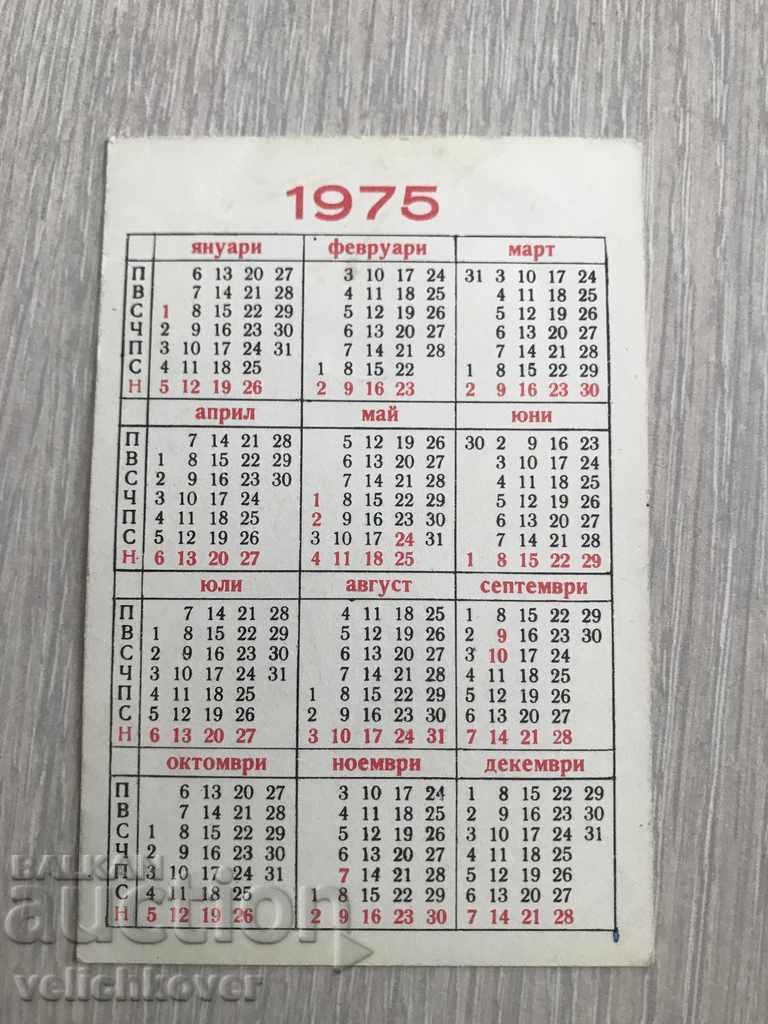 1975
януари февруари март
П 6 13 20 27 3 10 17 24 31 3 10 17 24
В 7 14 21 28 4 11 18 25 4 11 18 25
С 1 8 15 22 29 5 12 19 26 5 12 19 26
Ч 2 9 16 23 30 6 13 20 27 6 13 20 27
П 3 10 17 24 31 7 14 21 28 7 14 21 28
С 4 11 18 25 1 8 15 22 1 8 15 22 29
Н 5 12 19 26 2 9 16 23 2 9 16 23 30
април май юни
П 7 14 21 28 5 12 19 26 30 2 9 16 23
В 1 8 15 22 29 6 13 20 27 3 10 17 24
С 2 9 16 23 30 7 14 21 28 4 11 18 25
Ч 3 10 17 24 1 8 15 22 29 5 12 19 26
П 4 11 18 25 2 9 16 23 30 6 13 20 27
С 5 12 19 26 3 10 17 24 31 7 14 21 28
Н 6 13 20 27 4 11 18 25 1 8 15 22 29
юли август септември
П 7 14 21 28 4 11 18 25 1 8 15 22 29
В 1 8 15 22 29 5 12 19 26 2 9 16 23 30
С 2 9 16 23 30 6 13 20 27 3 10 17 24
Ч 3 10 17 24 31 7 14 21 28 4 11 18 25
П 4 11 18 25 1 8 15 22 29 5 12 19 26
С 5 12 19 26 2 9 16 23 30 6 13 20 27
Н 6 13 20 27 3 10 17 24 31 7 14 21 28
октомври ноември декември
П 6 13 20 27 3 10 17 24 1 8 15 22 29
В 7 14 21 28 4 11 18 25 2 9 16 23 30
С 1 8 15 22 29 5 12 19 26 3 10 17 24 31
Ч 2 9 16 23 30 6 13 20 27 4 11 18 25
П 3 10 17 24 31 7 14 21 28 5 12 19 26
С 4 11 18 25 1 8 15 22 29 6 13 20 27
Н 5 12 19 26 2 9 16 23 30 7 14 21 28
БАЛКАН
auction
velichkover